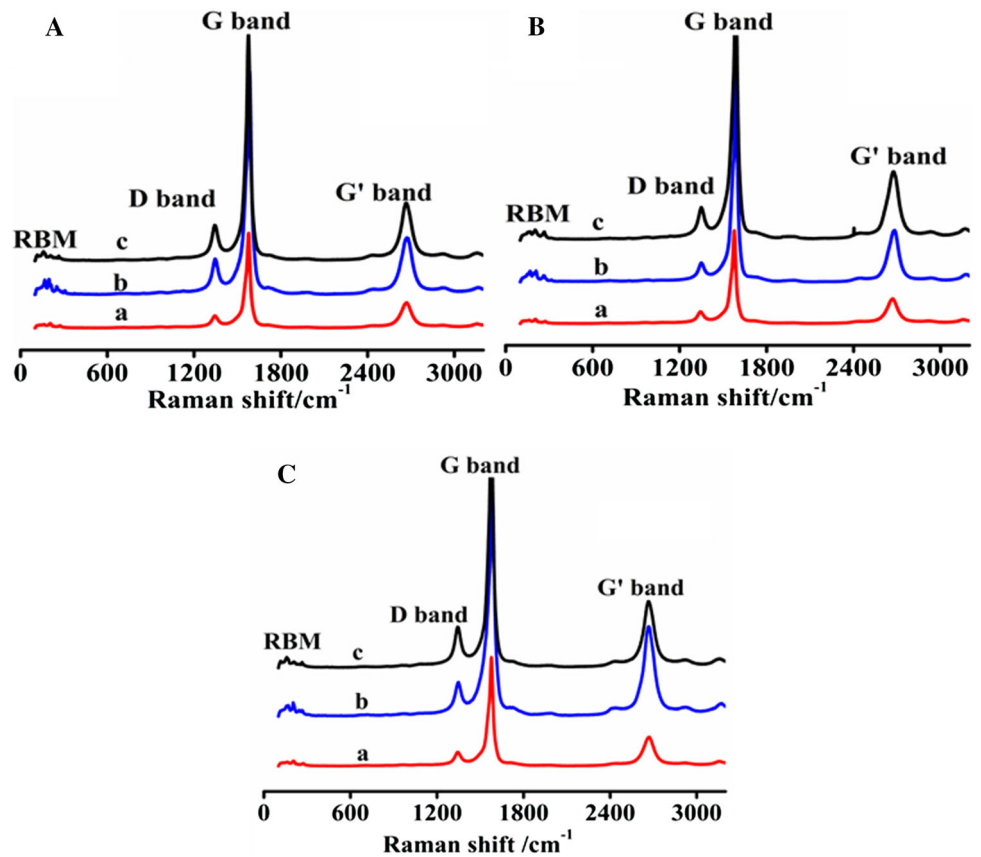 A
G band
D band
G' band
RBM
c
b
a
0 600 1200 1800 2400 3000
Raman shift/cm-1
B
G band
D band
G' band
RBM
c
b
a
0 600 1200 1800 2400 3000
Raman shift/cm-1
C
G band
D band
G' band
RBM
c
b
a
0 600 1200 1800 2400 3000
Raman shift /cm-1